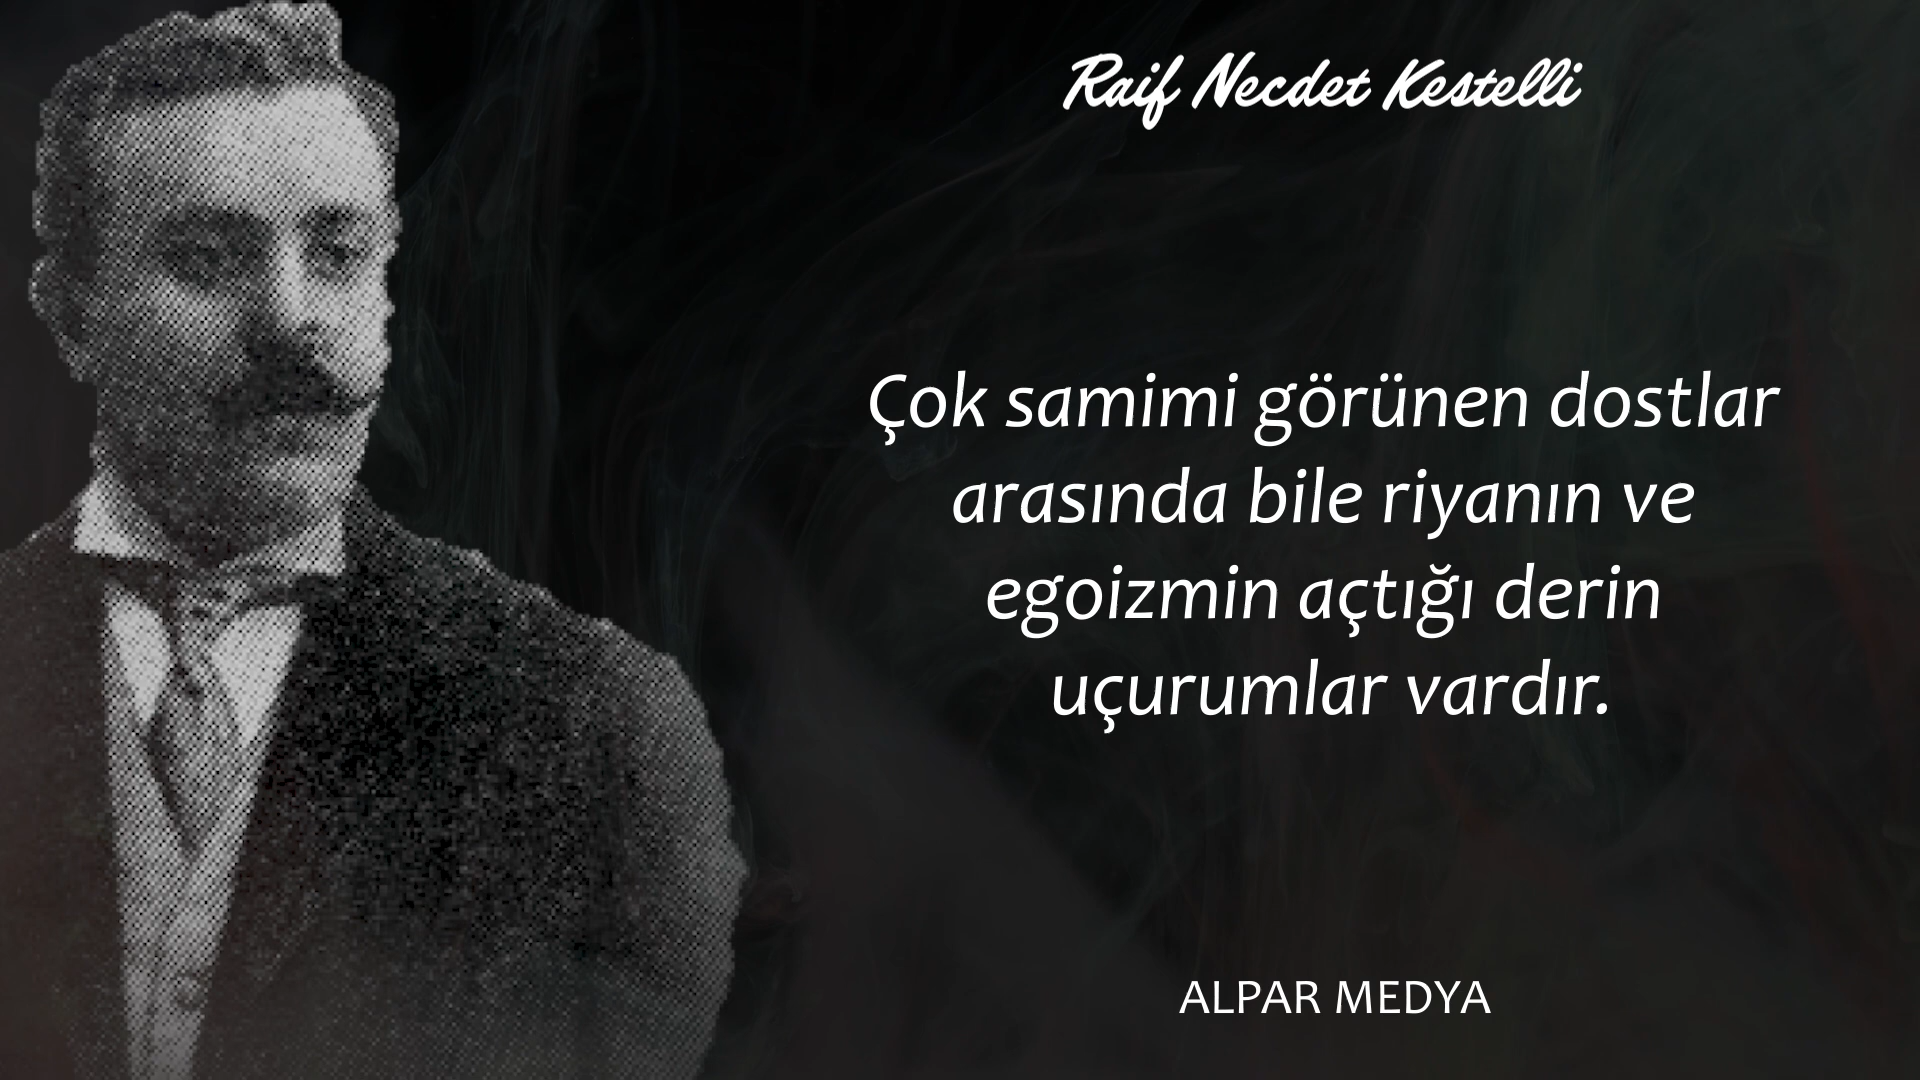 Raif Necdet Kestelli
Çok samimi görünen dostlar
arasında bile riyanın ve
egoizmin açtığı derin
uçurumlar vardır.
ALPAR MEDYA